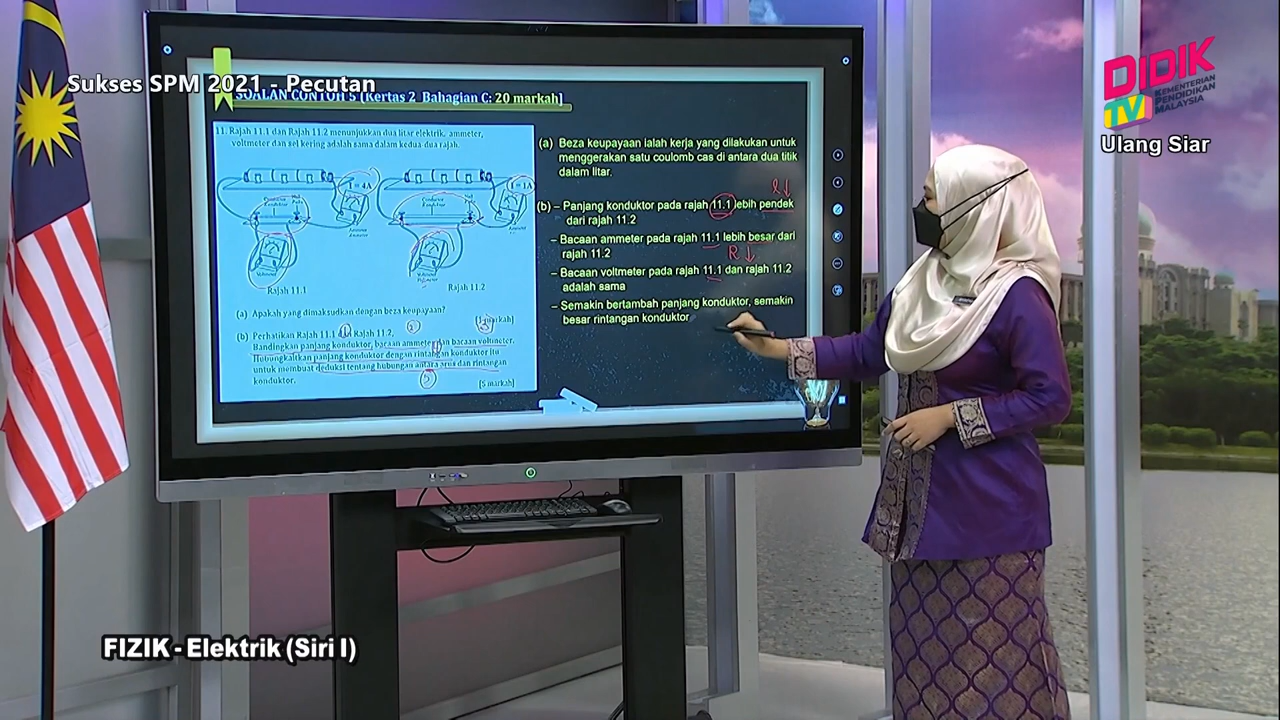 Sukses SPM 2021 - Pecutan
SOALAN CONTOH 5 [Kertas 2 Bahagian C: 20 markah]
11. Rajah 11.1 dan Rajah 11.2 menunjukkan dua litar elektrik, ammeter,
voltmeter dan sel kering adalah sama dalam kedua-dua rajah.
I = 4A
I = 1A
Rajah 11.1
Rajah 11.2
(a) Apakah yang dimaksudkan dengan beza keupayaan?
[1 markah]
(b) Perhatikan Rajah 11.1 Rajah 11.2,
Bandingkan panjang konduktor, bacaan ammeter dan bacaan voltmeter.
Hubungkaitkan panjang konduktor dengan rintangan konduktor itu
untuk membuat deduksi tentang hubungan antara arus dan rintangan
konduktor.
[5 markah]
(a) Beza keupayaan ialah kerja yang dilakukan untuk
menggerakan satu coulomb cas di antara dua titik
dalam litar.
l↓
(b) – Panjang konduktor pada rajah 11.1 lebih pendek
dari rajah 11.2
– Bacaan ammeter pada rajah 11.1 lebih besar dari
rajah 11.2
R ↓
– Bacaan voltmeter pada rajah 11.1 dan rajah 11.2
adalah sama
– Semakin bertambah panjang konduktor, semakin
besar rintangan konduktor
DIDIK
TV
KEMENTERIAN
PENDIDIKAN
MALAYSIA
Ulang Siar
FIZIK - Elektrik (Siri I)